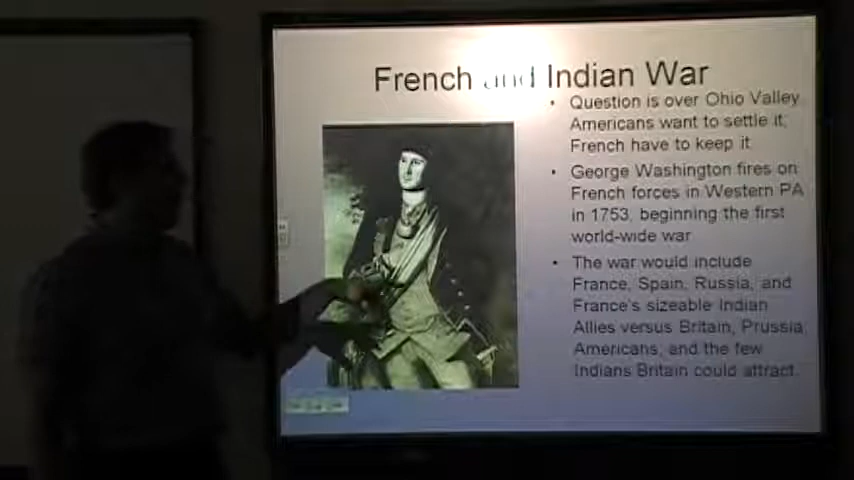 French and Indian War
• Question is over Ohio Valley.
Americans want to settle it;
French have to keep it
• George Washington fires on
French forces in Western PA
in 1753, beginning the first
world-wide war
• The war would include
France, Spain, Russia, and
France's sizeable Indian
Allies versus Britain, Prussia,
Americans, and the few
Indians Britain could attract.